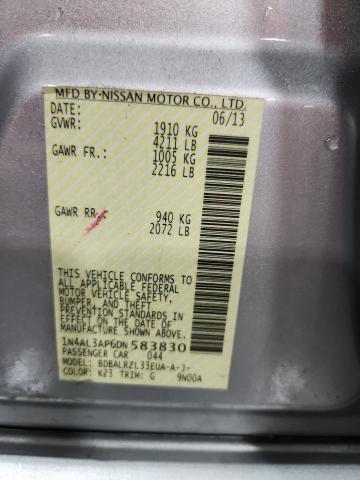 MFD BY-NISSAN MOTOR CO., LTD.
DATE: 06/13
GVWR: 1910 KG
4211 LB
GAWR FR.: 1005 KG
2216 LB
GAWR RR.: 940 KG
2072 LB
THIS VEHICLE CONFORMS TO
ALL APPLICABLE FEDERAL
MOTOR VEHICLE SAFETY,
BUMPER, AND THEFT
PREVENTION STANDARDS
IN EFFECT ON THE DATE OF
MANUFACTURE SHOWN ABOVE.
1N4AL3AP6DN583830
PASSENGER CAR 044
MODEL: BDBALRZL33EUA-A-J-
COLOR: K23 TRIM: G 9N00A